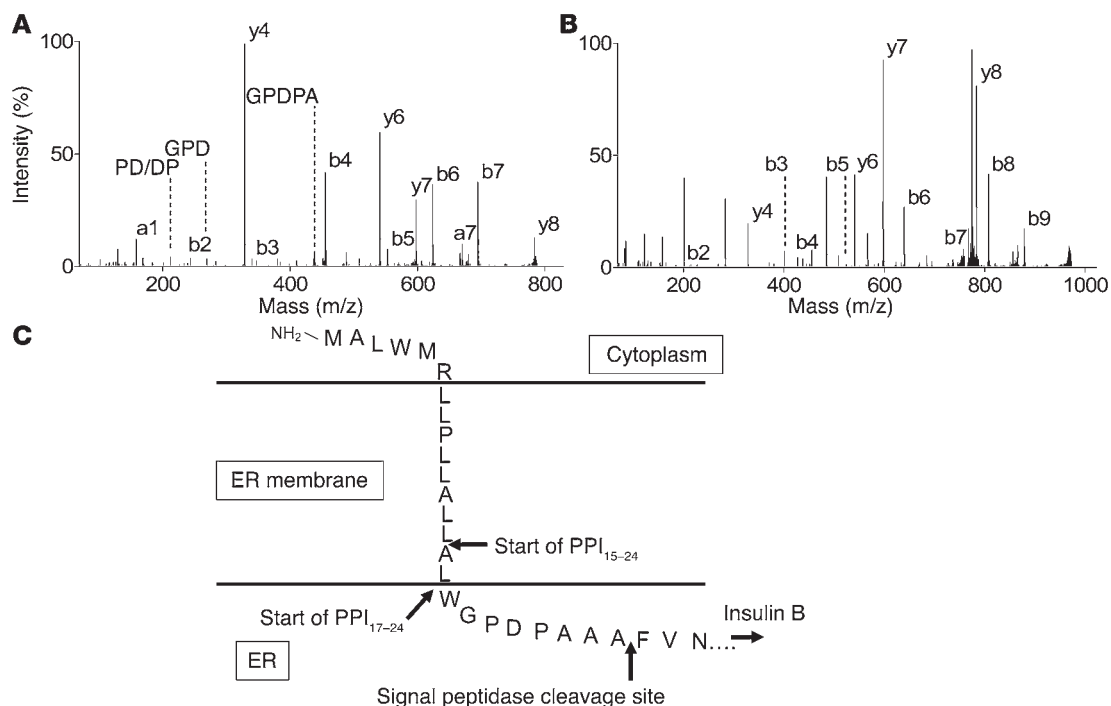 A
B
Intensity (%)
100
50
0
PD/DP
GPD
GPDPA
a1
b2
y4
b3
b4
b5
y6
y7
b6
a7
b7
y8
200
400
600
800
Mass (m/z)
100
50
0
b2
y4
b3
b4
b5
y6
y7
b6
b7
y8
b8
b9
200
400
600
800
1000
Mass (m/z)
C
NH2
M A L W M
R
L
L
P
L
L
A
L
L
A
L
W G P D P A A A F V N....
Cytoplasm
ER membrane
Start of PPI15–24
Start of PPI17–24
Insulin B
ER
Signal peptidase cleavage site